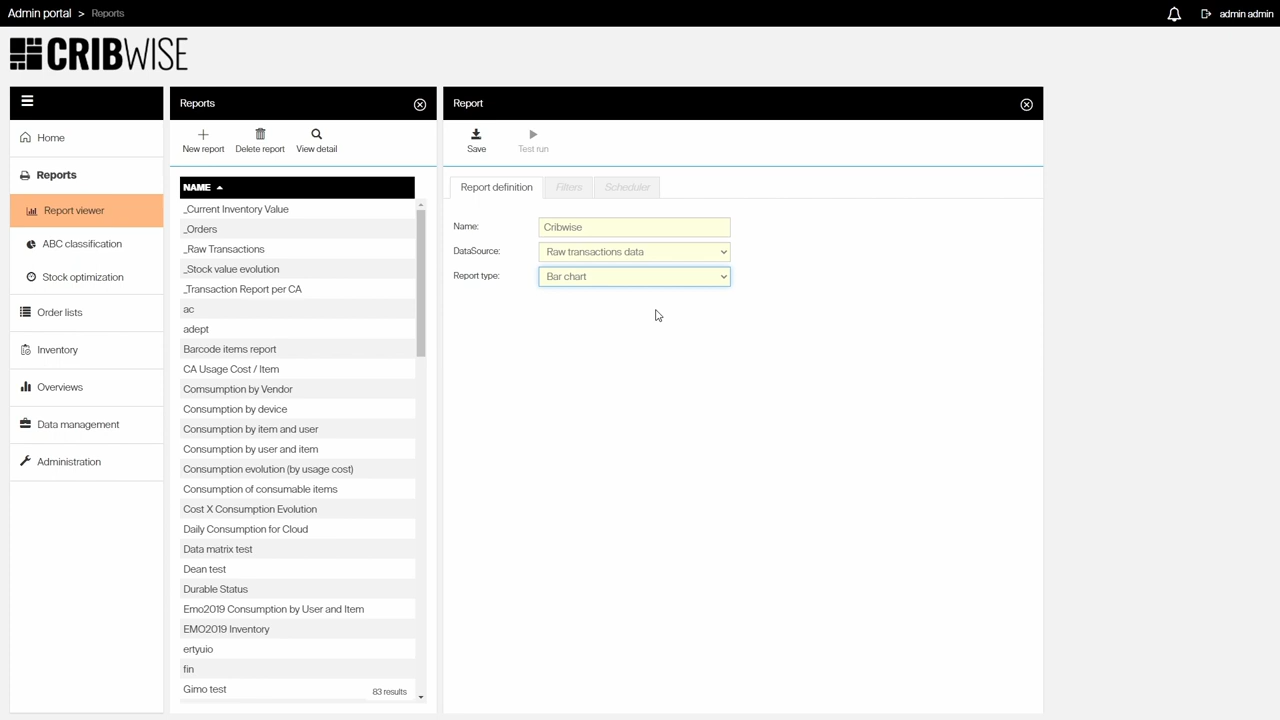 Admin portal > Reports
admin admin
CRIBWISE
Home
Reports
Report viewer
ABC classification
Stock optimization
Order lists
Inventory
Overviews
Data management
Administration
Reports
New report
Delete report
View detail
NAME
_Current Inventory Value
_Orders
_Raw Transactions
_Stock value evolution
_Transaction Report per CA
ac
adept
Barcode items report
CA Usage Cost / Item
Comsumption by Vendor
Consumption by device
Consumption by item and user
Consumption by user and item
Consumption evolution (by usage cost)
Consumption of consumable items
Cost X Consumption Evolution
Daily Consumption for Cloud
Data matrix test
Dean test
Durable Status
Emo2019 Consumption by User and Item
EMO2019 Inventory
ertyuio
fin
Gimo test
83 results
Report
Save
Test run
Report definition
Filters
Scheduler
Name: Cribwise
DataSource: Raw transactions data
Report type: Bar chart